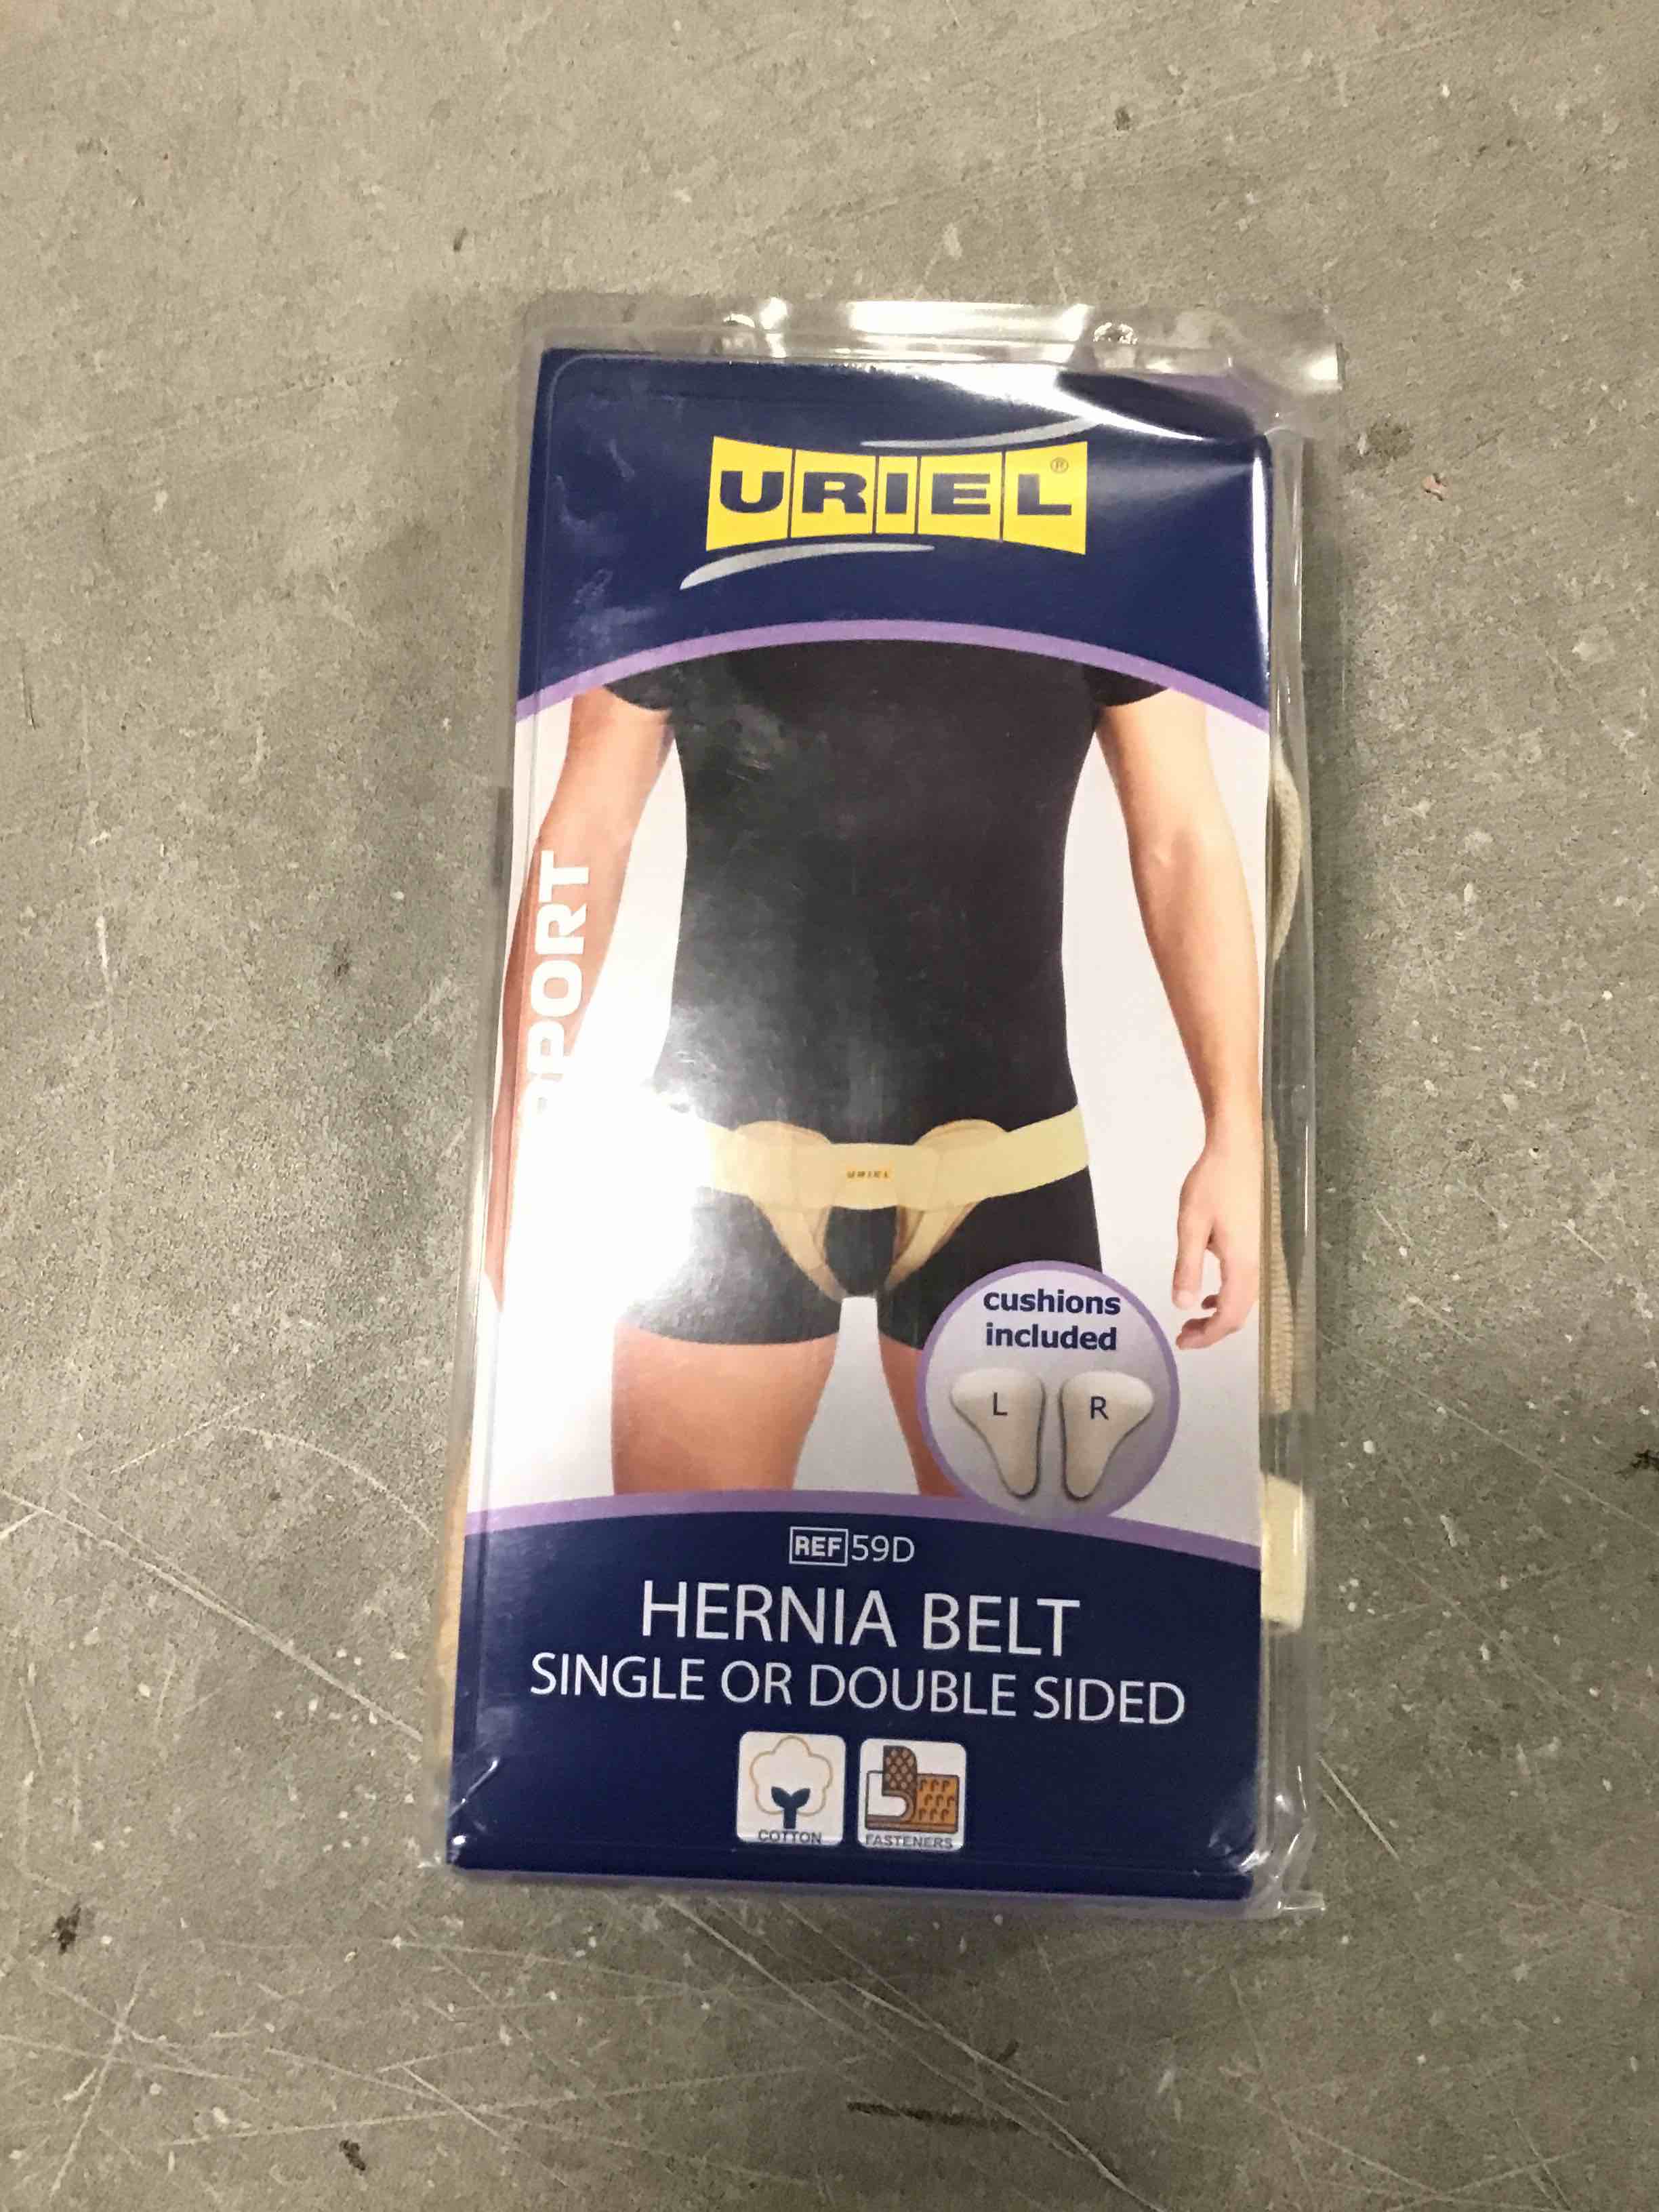 URIEL®
PORT
URIEL
cushions
included
L R
REF 59D
HERNIA BELT
SINGLE OR DOUBLE SIDED
COTTON FASTENERS